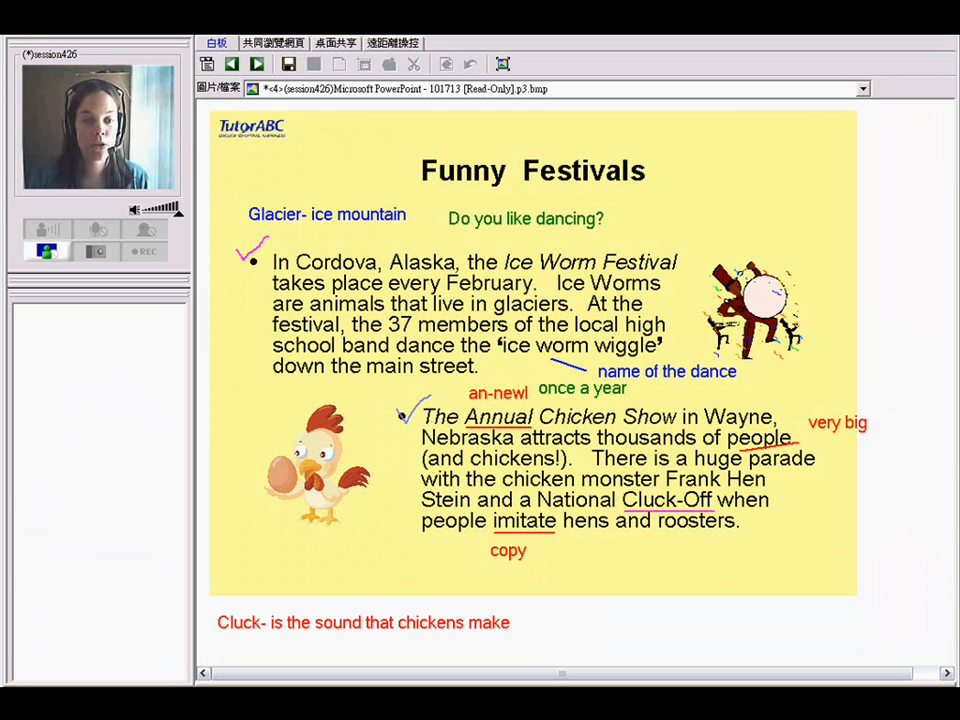 (*)session426
白板 共同瀏覽網頁 桌面共享 遠距離操控
圖片/檔案 *<4>(session426)Microsoft PowerPoint - 101713 [Read-Only].p3.bmp
REC
TutorABC
Funny Festivals
Glacier- ice mountain
Do you like dancing?
• In Cordova, Alaska, the Ice Worm Festival
takes place every February. Ice Worms
are animals that live in glaciers. At the
festival, the 37 members of the local high
school band dance the ‘ice worm wiggle’
down the main street.
name of the dance
an-newl
once a year
The Annual Chicken Show in Wayne,
very big
Nebraska attracts thousands of people
(and chickens!). There is a huge parade
with the chicken monster Frank Hen
Stein and a National Cluck-Off when
people imitate hens and roosters.
copy
Cluck- is the sound that chickens make